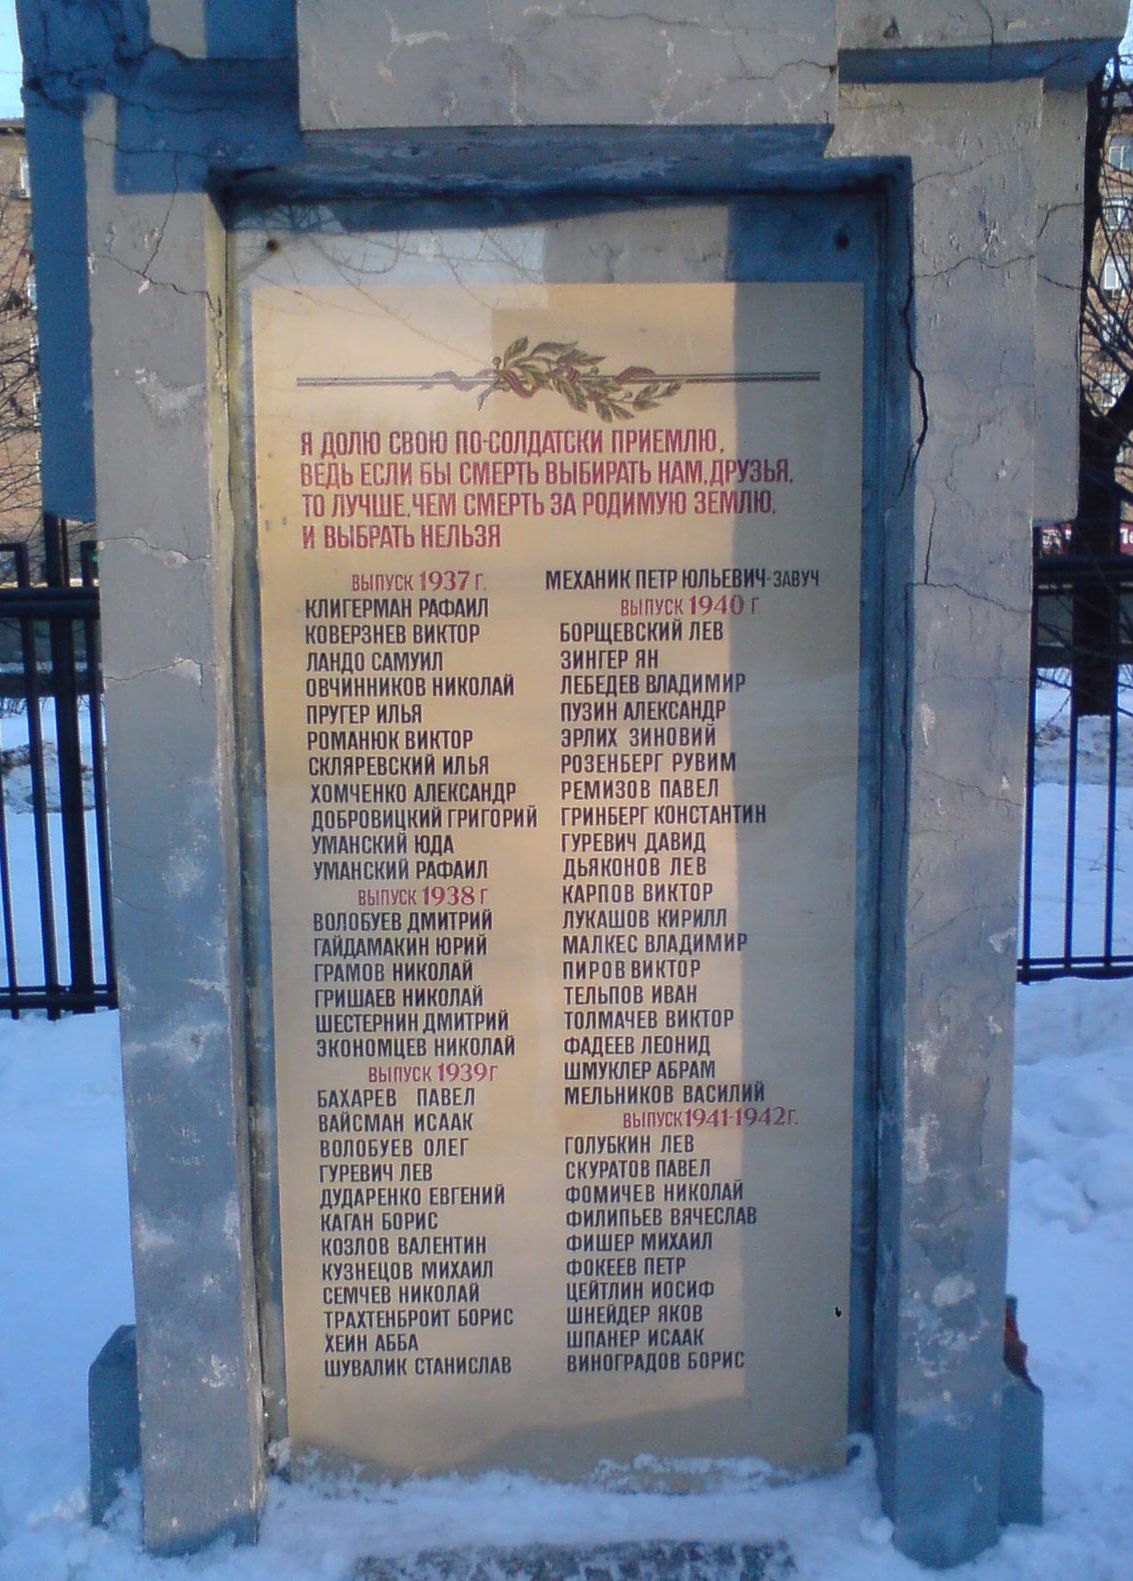 Я ДОЛЮ СВОЮ ПО-СОЛДАТСКИ ПРИЕМЛЮ,
ВЕДЬ ЕСЛИ БЫ СМЕРТЬ ВЫБИРАТЬ НАМ, ДРУЗЬЯ,
ТО ЛУЧШЕ, ЧЕМ СМЕРТЬ ЗА РОДИМУЮ ЗЕМЛЮ,
И ВЫБРАТЬ НЕЛЬЗЯ
ВЫПУСК 1937 Г.
КЛИГЕРМАН РАФАИЛ
КОВЕРЗНЕВ ВИКТОР
ЛАНДО САМУИЛ
ОВЧИННИКОВ НИКОЛАЙ
ПРУГЕР ИЛЬЯ
РОМАНЮК ВИКТОР
СКЛЯРЕВСКИЙ ИЛЬЯ
ХОМЧЕНКО АЛЕКСАНДР
ДОБРОВИЦКИЙ ГРИГОРИЙ
УМАНСКИЙ ЮДА
УМАНСКИЙ РАФАИЛ
ВЫПУСК 1938 Г
ВОЛОБУЕВ ДМИТРИЙ
ГАЙДАМАКИН ЮРИЙ
ГРАМОВ НИКОЛАЙ
ГРИШАЕВ НИКОЛАЙ
ШЕСТЕРНИН ДМИТРИЙ
ЭКОНОМЦЕВ НИКОЛАЙ
ВЫПУСК 1939 Г
БАХАРЕВ ПАВЕЛ
ВАЙСМАН ИСААК
ВОЛОБУЕВ ОЛЕГ
ГУРЕВИЧ ЛЕВ
ДУДАРЕНКО ЕВГЕНИЙ
КАГАН БОРИС
КОЗЛОВ ВАЛЕНТИН
КУЗНЕЦОВ МИХАИЛ
СЕМЧЕВ НИКОЛАЙ
ТРАХТЕНБРОИТ БОРИС
ХЕИН АББА
ШУВАЛИК СТАНИСЛАВ
МЕХАНИК ПЕТР ЮЛЬЕВИЧ-ЗАВУЧ
ВЫПУСК 1940 Г.
БОРЩЕВСКИЙ ЛЕВ
ЗИНГЕР ЯН
ЛЕБЕДЕВ ВЛАДИМИР
ПУЗИН АЛЕКСАНДР
ЭРЛИХ ЗИНОВИЙ
РОЗЕНБЕРГ РУВИМ
РЕМИЗОВ ПАВЕЛ
ГРИНБЕРГ КОНСТАНТИН
ГУРЕВИЧ ДАВИД
ДЬЯКОНОВ ЛЕВ
КАРПОВ ВИКТОР
ЛУКАШОВ КИРИЛЛ
МАЛКЕС ВЛАДИМИР
ПИРОВ ВИКТОР
ТЕЛЬПОВ ИВАН
ТОЛМАЧЕВ ВИКТОР
ФАДЕЕВ ЛЕОНИД
ШМУКЛЕР АБРАМ
МЕЛЬНИКОВ ВАСИЛИЙ
ВЫПУСК 1941-1942 Г.
ГОЛУБКИН ЛЕВ
СКУРАТОВ ПАВЕЛ
ФОМИЧЕВ НИКОЛАЙ
ФИЛИПЬЕВ ВЯЧЕСЛАВ
ФИШЕР МИХАИЛ
ФОКЕЕВ ПЕТР
ЦЕЙТЛИН ИОСИФ
ШНЕЙДЕР ЯКОВ
ШПАНЕР ИСААК
ВИНОГРАДОВ БОРИС